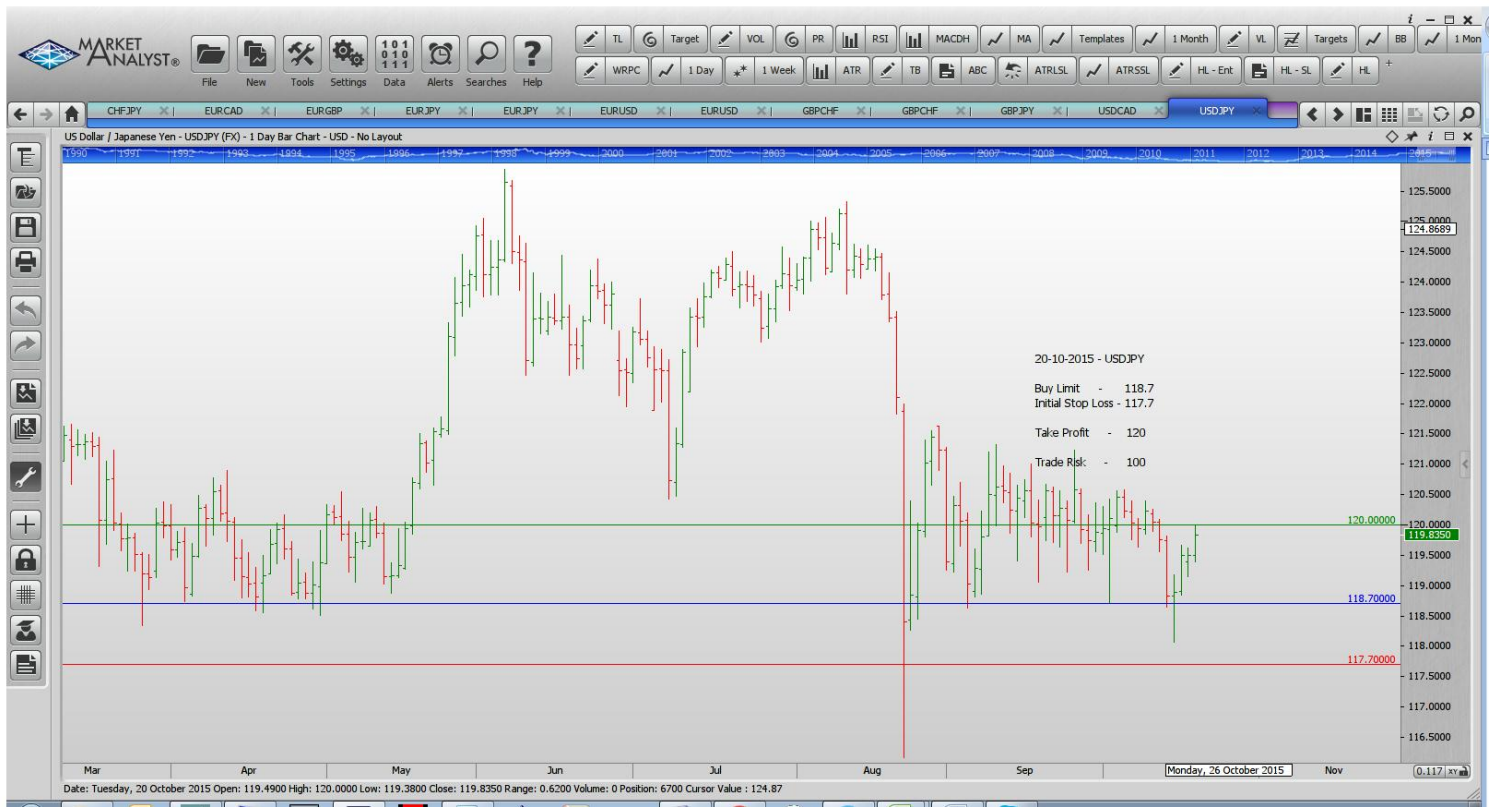 i
MARKET ANALYST®
File New Tools Settings Data Alerts Searches Help
TL Target VOL PR RSI MACDH MA Templates 1 Month VL Targets BB 1 Mon
WRPC 1 Day 1 Week ATR TB ABC ATRLSL ATRSSL HL - Ent HL - SL HL +
CHFJPY EURCAD EURGBP EURJPY EURJPY EURUSD EURUSD GBPCHF GBPCHF GBPJPY USDCAD USDJPY
US Dollar / Japanese Yen - USDJPY (FX) - 1 Day Bar Chart - USD - No Layout
1990 1991 1992 1993 1994 1995 1996 1997 1998 1999 2000 2001 2002 2003 2004 2005 2006 2007 2008 2009 2010 2011 2012 2013 2014 2015
125.5000
125.0000
124.8689
124.5000
124.0000
123.5000
123.0000
20-10-2015 - USDJPY
122.5000
Buy Limit - 118.7
Initial Stop Loss - 117.7
122.0000
Take Profit - 120
121.5000
Trade Risk - 100
121.0000
120.5000
120.00000
120.0000
119.8350
119.5000
119.0000
118.70000
118.5000
118.0000
117.70000
117.5000
117.0000
116.5000
Mar Apr May Jun Jul Aug Sep Monday, 26 October 2015 Nov 0.117 XY
Date: Tuesday, 20 October 2015 Open: 119.4900 High: 120.0000 Low: 119.3800 Close: 119.8350 Range: 0.6200 Volume: 0 Position: 6700 Cursor Value : 124.87